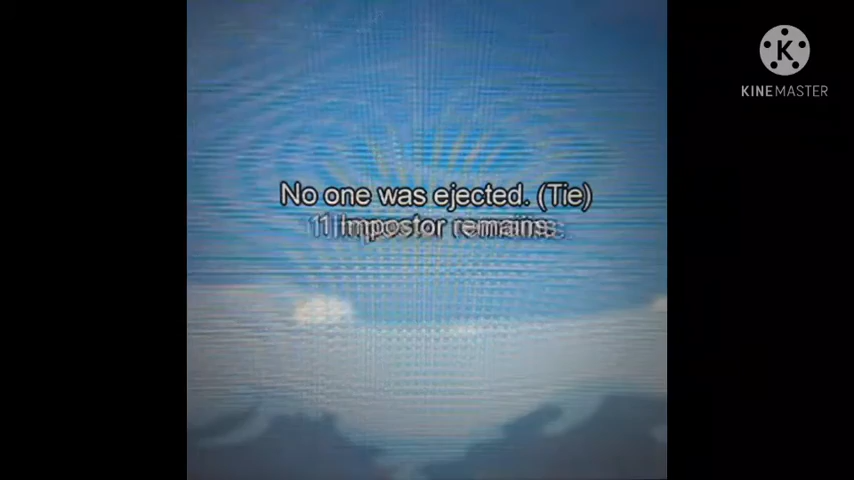 No one was ejected. (Tie)
1 Impostor remains.
KINEMASTER